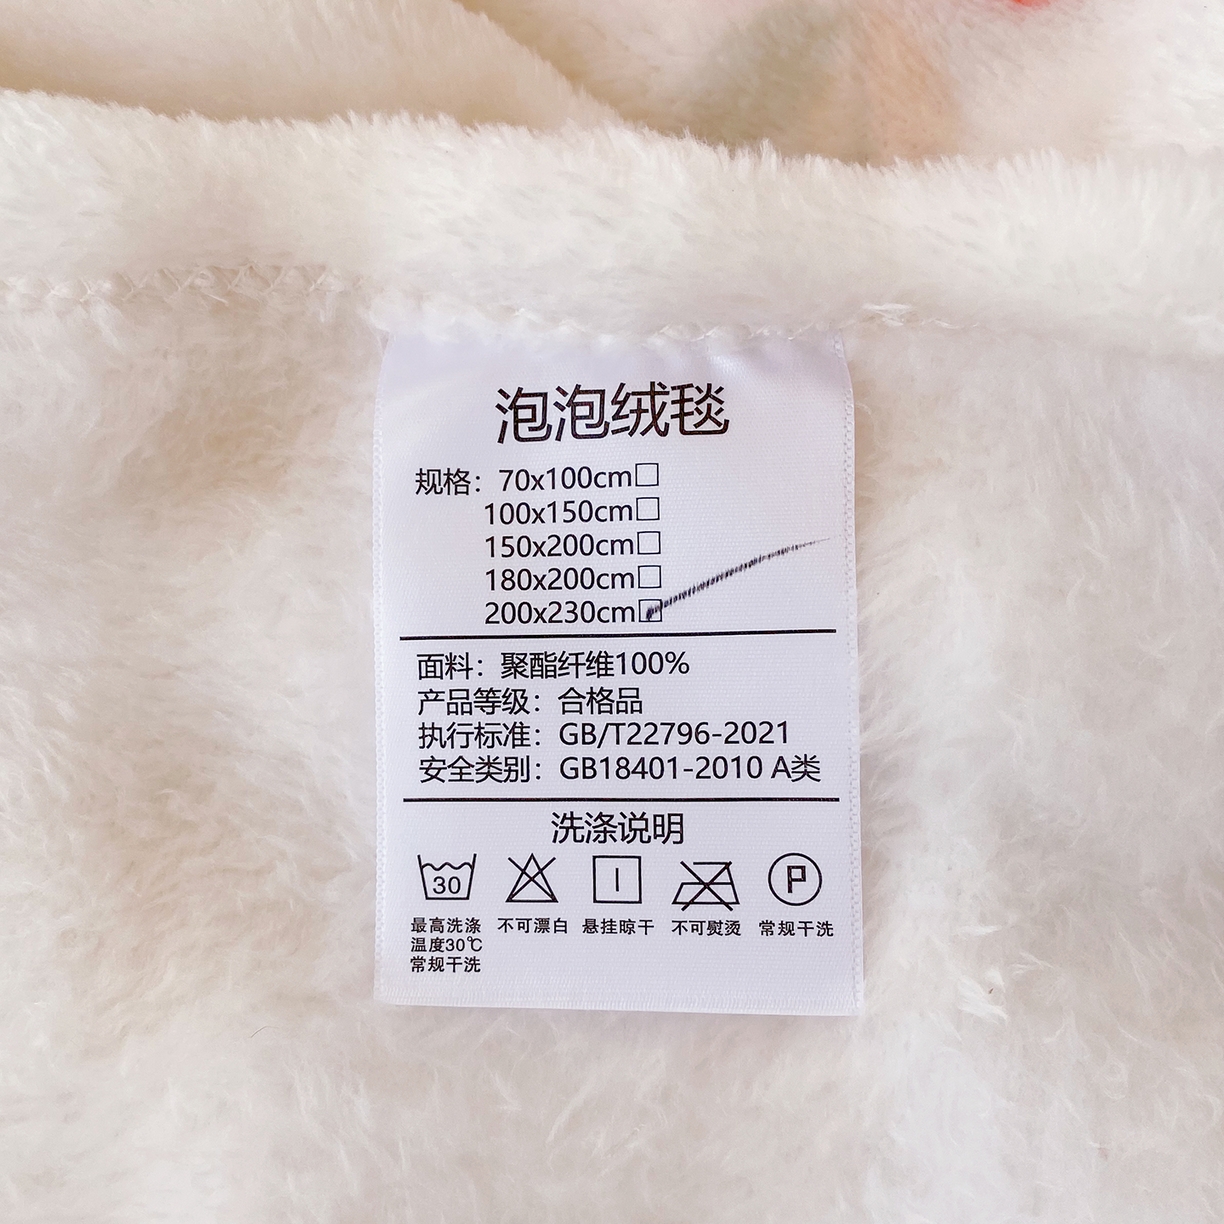 泡泡绒毯
规格：70x100cm□
100x150cm□
150x200cm□
180x200cm□
200x230cm☑
面料：聚酯纤维100%
产品等级：合格品
执行标准：GB/T22796-2021
安全类别：GB18401-2010 A类
洗涤说明
30
P
最高洗涤 不可漂白 悬挂晾干 不可熨烫 常规干洗
温度30℃
常规干洗